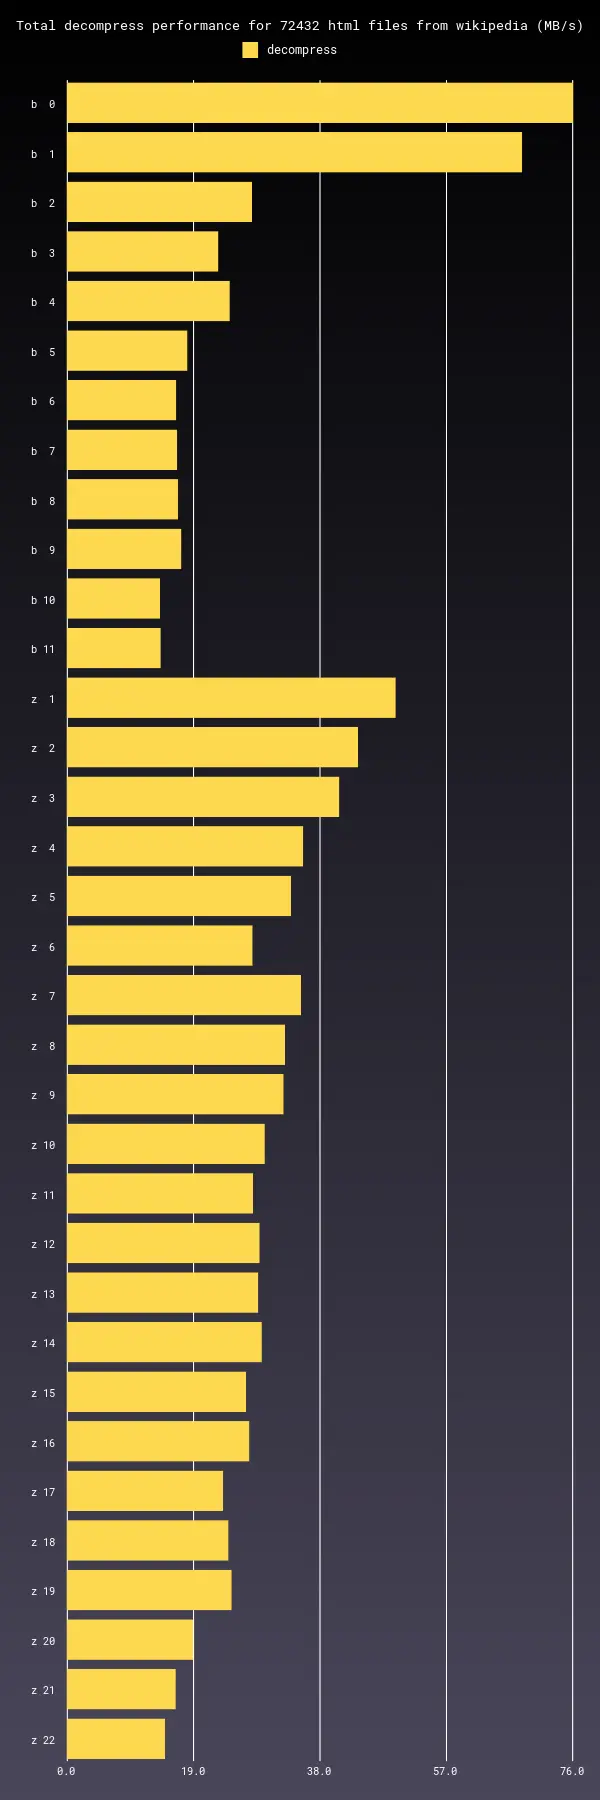 Total decompress performance for 72432 html files from wikipedia (MB/s)
decompress
b 0
b 1
b 2
b 3
b 4
b 5
b 6
b 7
b 8
b 9
b 10
b 11
z 1
z 2
z 3
z 4
z 5
z 6
z 7
z 8
z 9
z 10
z 11
z 12
z 13
z 14
z 15
z 16
z 17
z 18
z 19
z 20
z 21
z 22
0.0 19.0 38.0 57.0 76.0